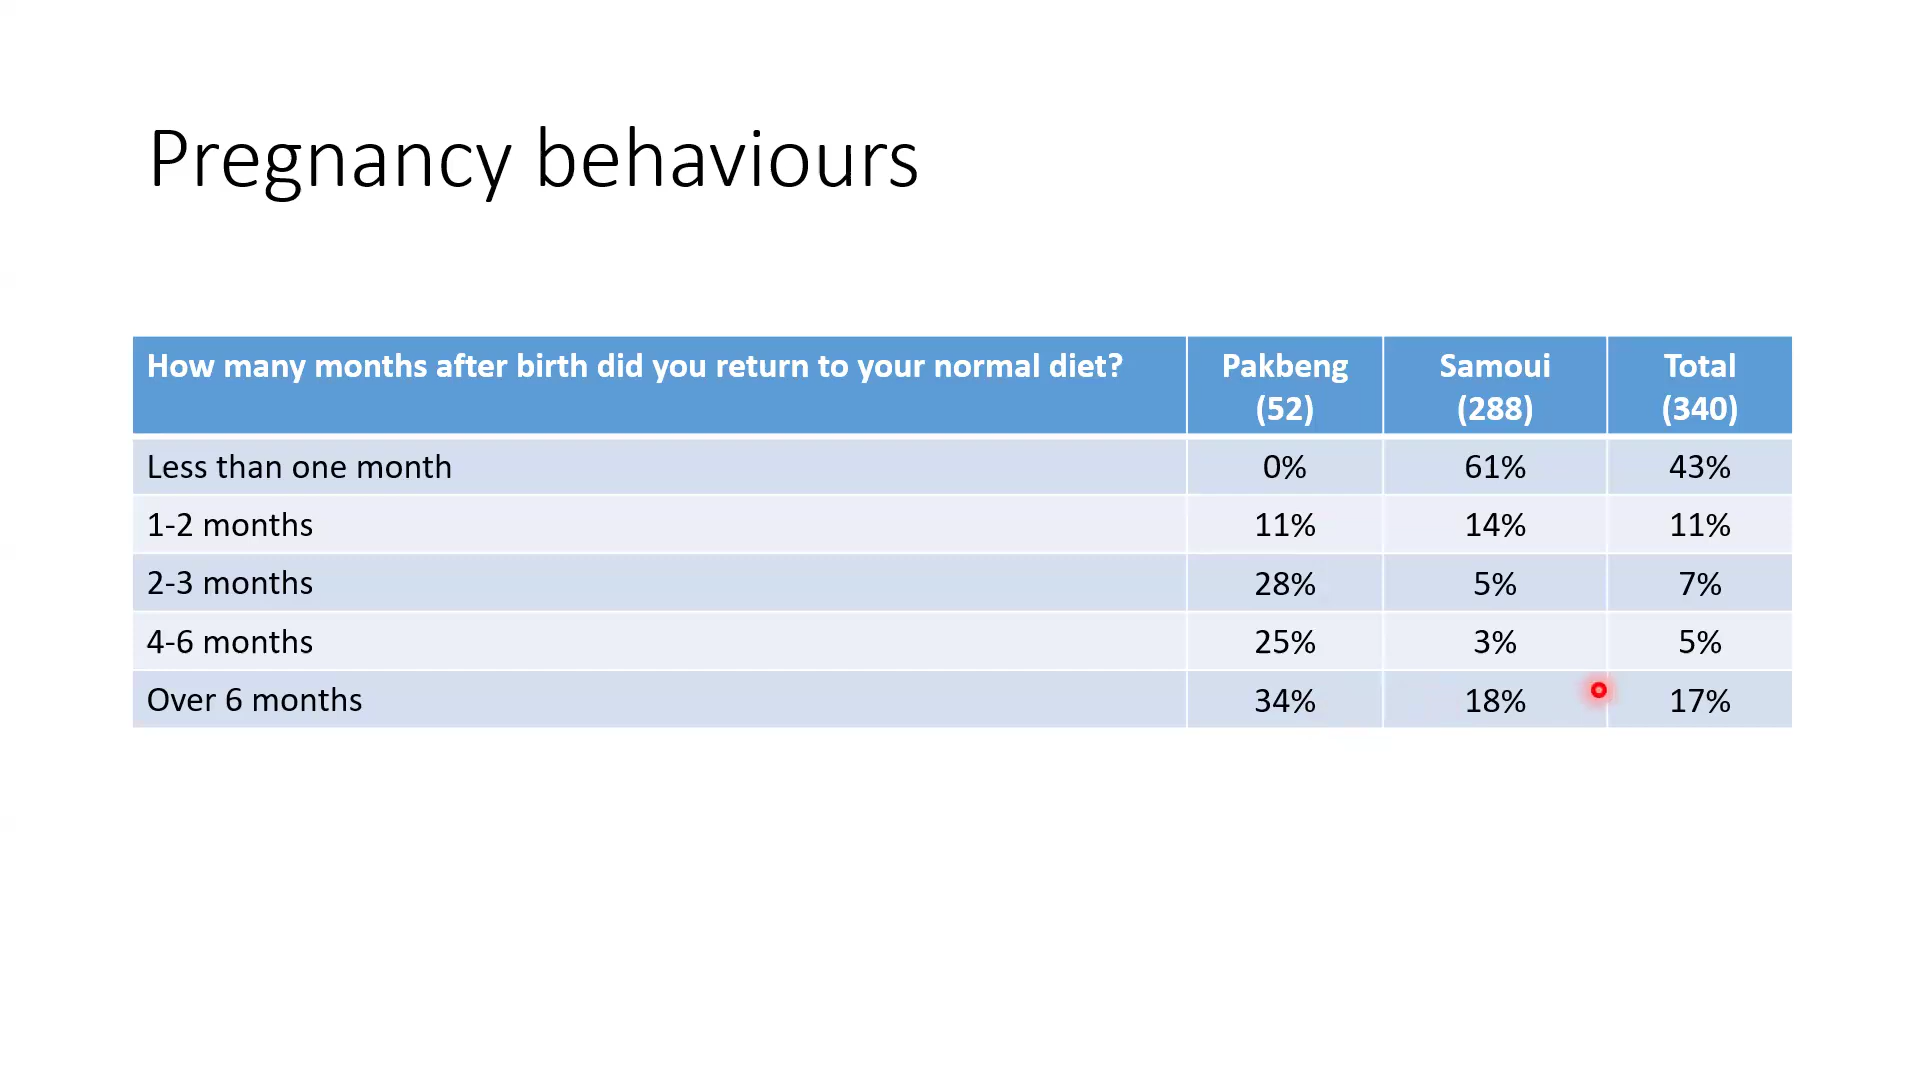 Pregnancy behaviours
How many months after birth did you return to your normal diet? Pakbeng (52) Samoui (288) Total (340)
Less than one month 0% 61% 43%
1-2 months 11% 14% 11%
2-3 months 28% 5% 7%
4-6 months 25% 3% 5%
Over 6 months 34% 18% 17%